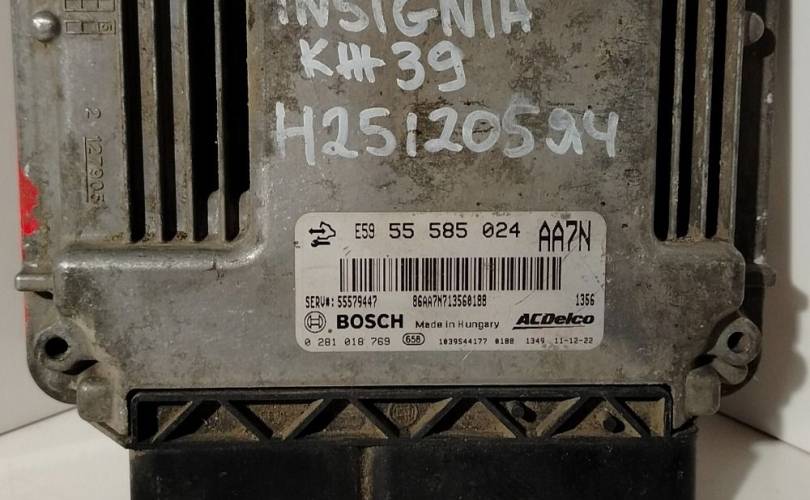 INSIGNIA
КЖ 39
H25120524
2 127905
E59 55 585 024 AA7N
SERV#: 55579447 86AA7N713560188 1356
BOSCH Made in Hungary ACDelco
0 281 018 769 658 1039S44177 0188 1349 11-12-22